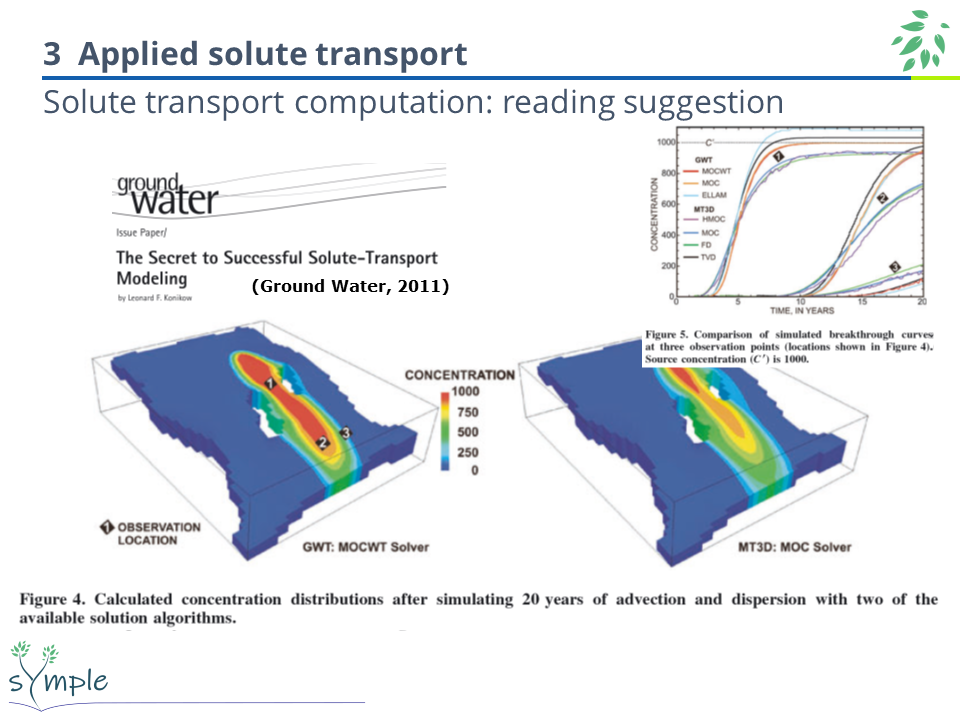 3 Applied solute transport
Solute transport computation: reading suggestion
ground
water
Issue Paper/
The Secret to Successful Solute-Transport
Modeling
by Leonard F. Konikow
(Ground Water, 2011)
CONCENTRATION
1000
800
600
400
200
0
C'
GWT
MOCWT
MOC
ELLAM
MT3D
HMOC
MOC
FD
TVD
1
2
3
0 5 10 15 20
TIME, IN YEARS
Figure 5. Comparison of simulated breakthrough curves
at three observation points (locations shown in Figure 4).
Source concentration (C') is 1000.
CONCENTRATION
1000
750
500
250
0
1
2
3
1 OBSERVATION
LOCATION
GWT: MOCWT Solver
MT3D: MOC Solver
Figure 4. Calculated concentration distributions after simulating 20 years of advection and dispersion with two of the
available solution algorithms.
sYmple